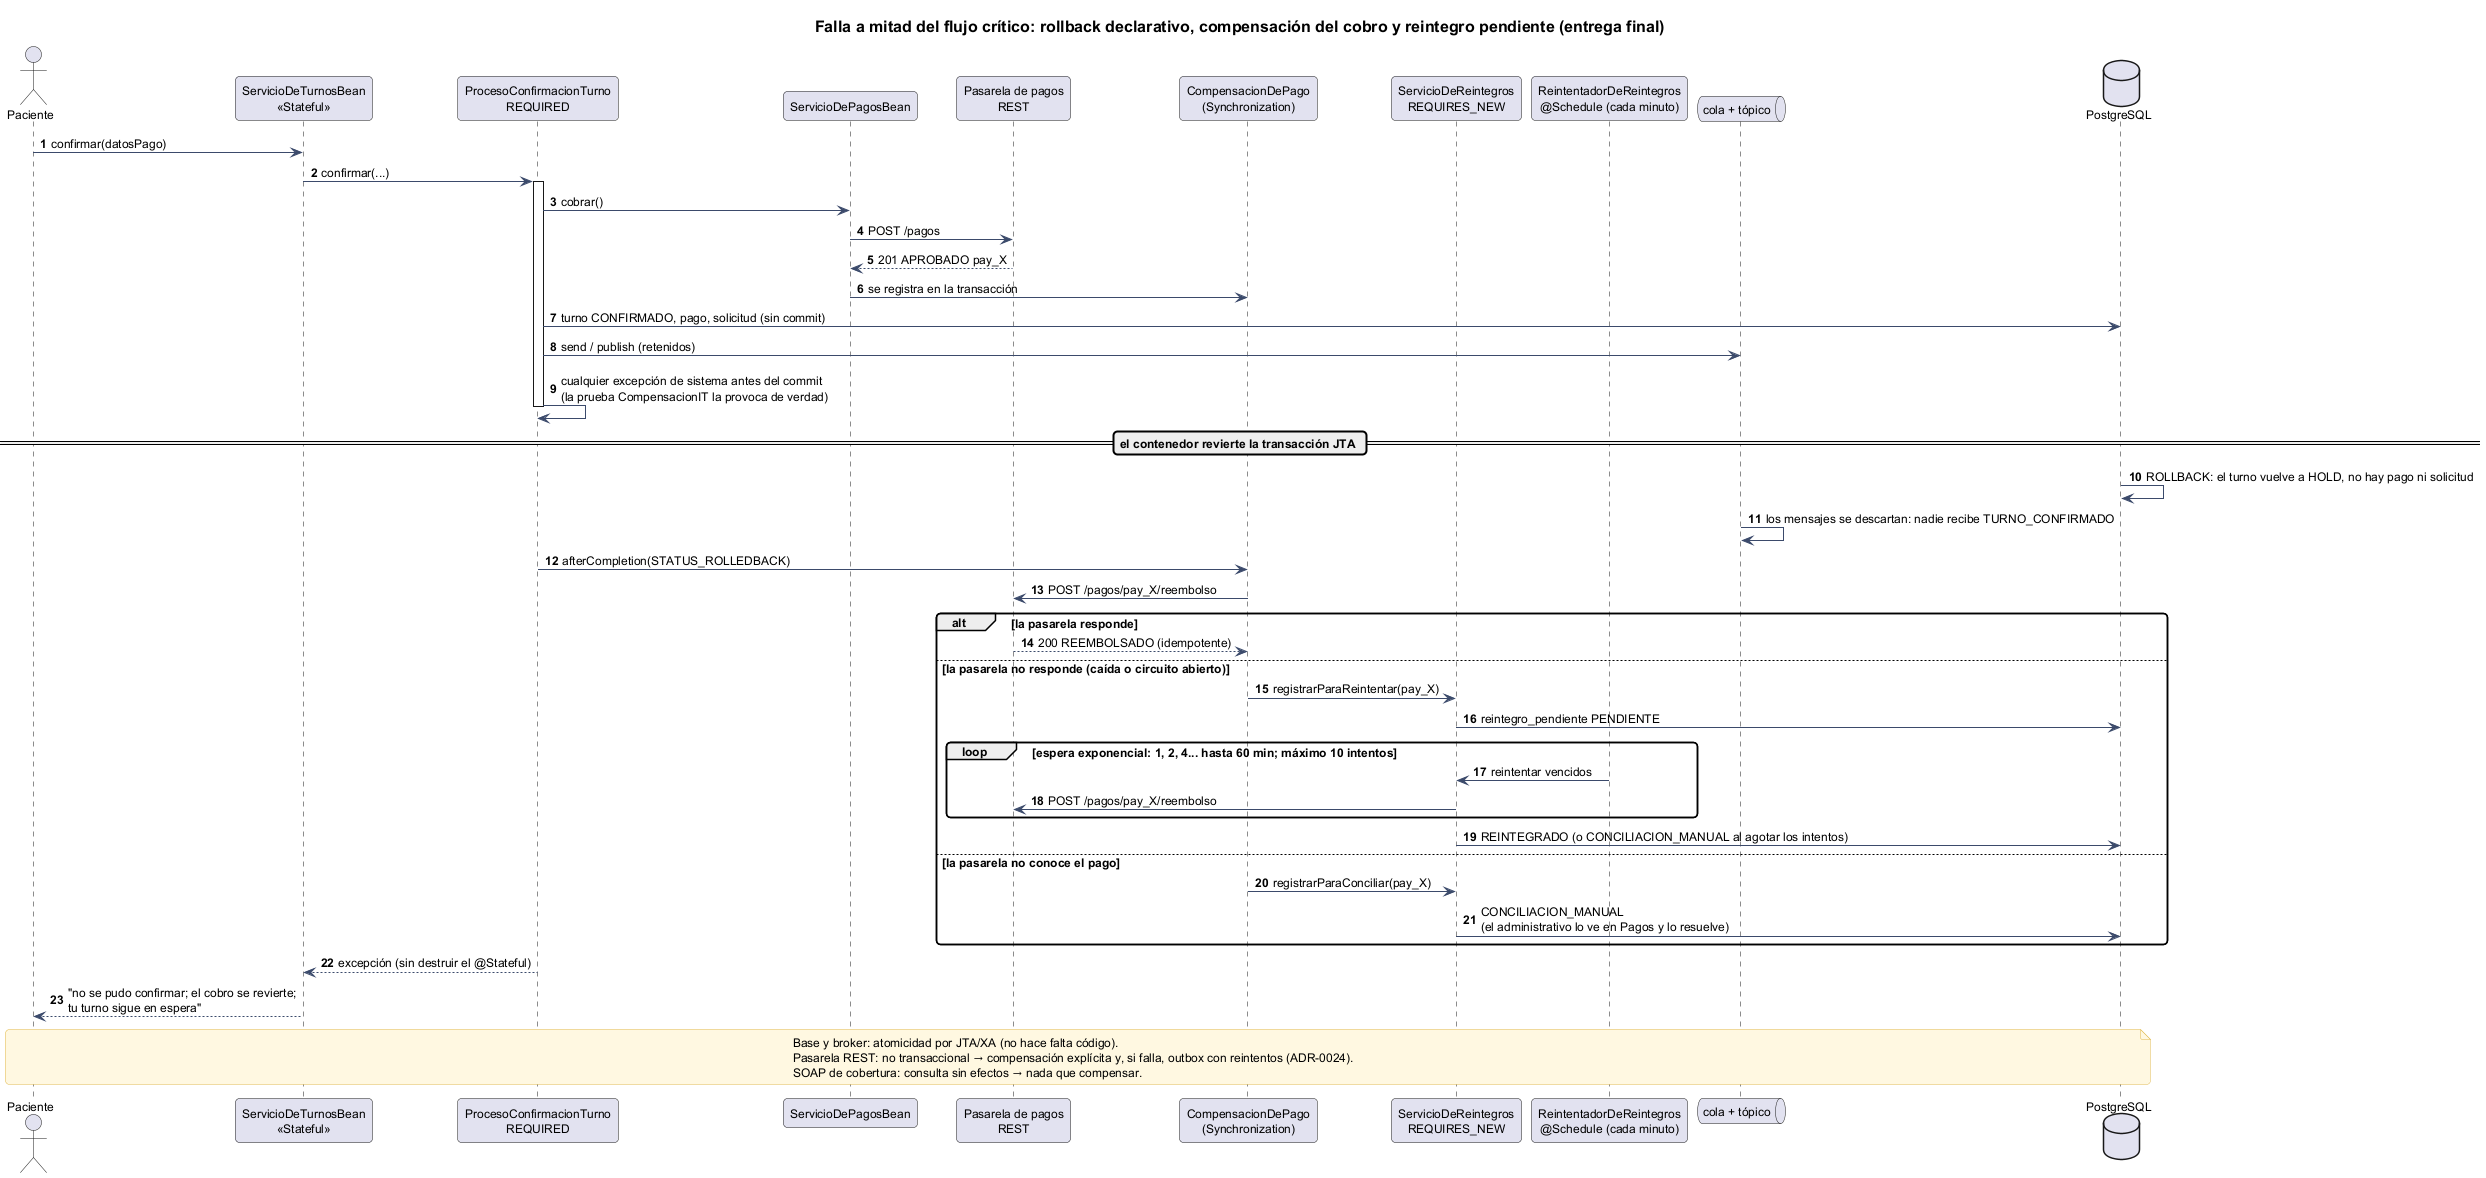 Falla a mitad del flujo crítico: rollback declarativo, compensación del cobro y reintegro pendiente (entrega final)
Paciente
ServicioDeTurnosBean
«Stateful»
ProcesoConfirmacionTurno
REQUIRED
ServicioDePagosBean
Pasarela de pagos
REST
CompensacionDePago
(Synchronization)
ServicioDeReintegros
REQUIRES_NEW
ReintentadorDeReintegros
@Schedule (cada minuto)
cola + tópico
PostgreSQL
1 confirmar(datosPago)
2 confirmar(...)
3 cobrar()
4 POST /pagos
5 201 APROBADO pay_X
6 se registra en la transacción
7 turno CONFIRMADO, pago, solicitud (sin commit)
8 send / publish (retenidos)
9 cualquier excepción de sistema antes del commit
(la prueba CompensacionIT la provoca de verdad)
el contenedor revierte la transacción JTA
10 ROLLBACK: el turno vuelve a HOLD, no hay pago ni solicitud
11 los mensajes se descartan: nadie recibe TURNO_CONFIRMADO
12 afterCompletion(STATUS_ROLLEDBACK)
13 POST /pagos/pay_X/reembolso
alt [la pasarela responde]
14 200 REEMBOLSADO (idempotente)
[la pasarela no responde (caída o circuito abierto)]
15 registrarParaReintentar(pay_X)
16 reintegro_pendiente PENDIENTE
loop [espera exponencial: 1, 2, 4... hasta 60 min; máximo 10 intentos]
17 reintentar vencidos
18 POST /pagos/pay_X/reembolso
19 REINTEGRADO (o CONCILIACION_MANUAL al agotar los intentos)
[la pasarela no conoce el pago]
20 registrarParaConciliar(pay_X)
21 CONCILIACION_MANUAL
(el administrativo lo ve en Pagos y lo resuelve)
22 excepción (sin destruir el @Stateful)
23 "no se pudo confirmar; el cobro se revierte;
tu turno sigue en espera"
Base y broker: atomicidad por JTA/XA (no hace falta código).
Pasarela REST: no transaccional → compensación explícita y, si falla, outbox con reintentos (ADR-0024).
SOAP de cobertura: consulta sin efectos → nada que compensar.
Paciente
ServicioDeTurnosBean
«Stateful»
ProcesoConfirmacionTurno
REQUIRED
ServicioDePagosBean
Pasarela de pagos
REST
CompensacionDePago
(Synchronization)
ServicioDeReintegros
REQUIRES_NEW
ReintentadorDeReintegros
@Schedule (cada minuto)
cola + tópico
PostgreSQL